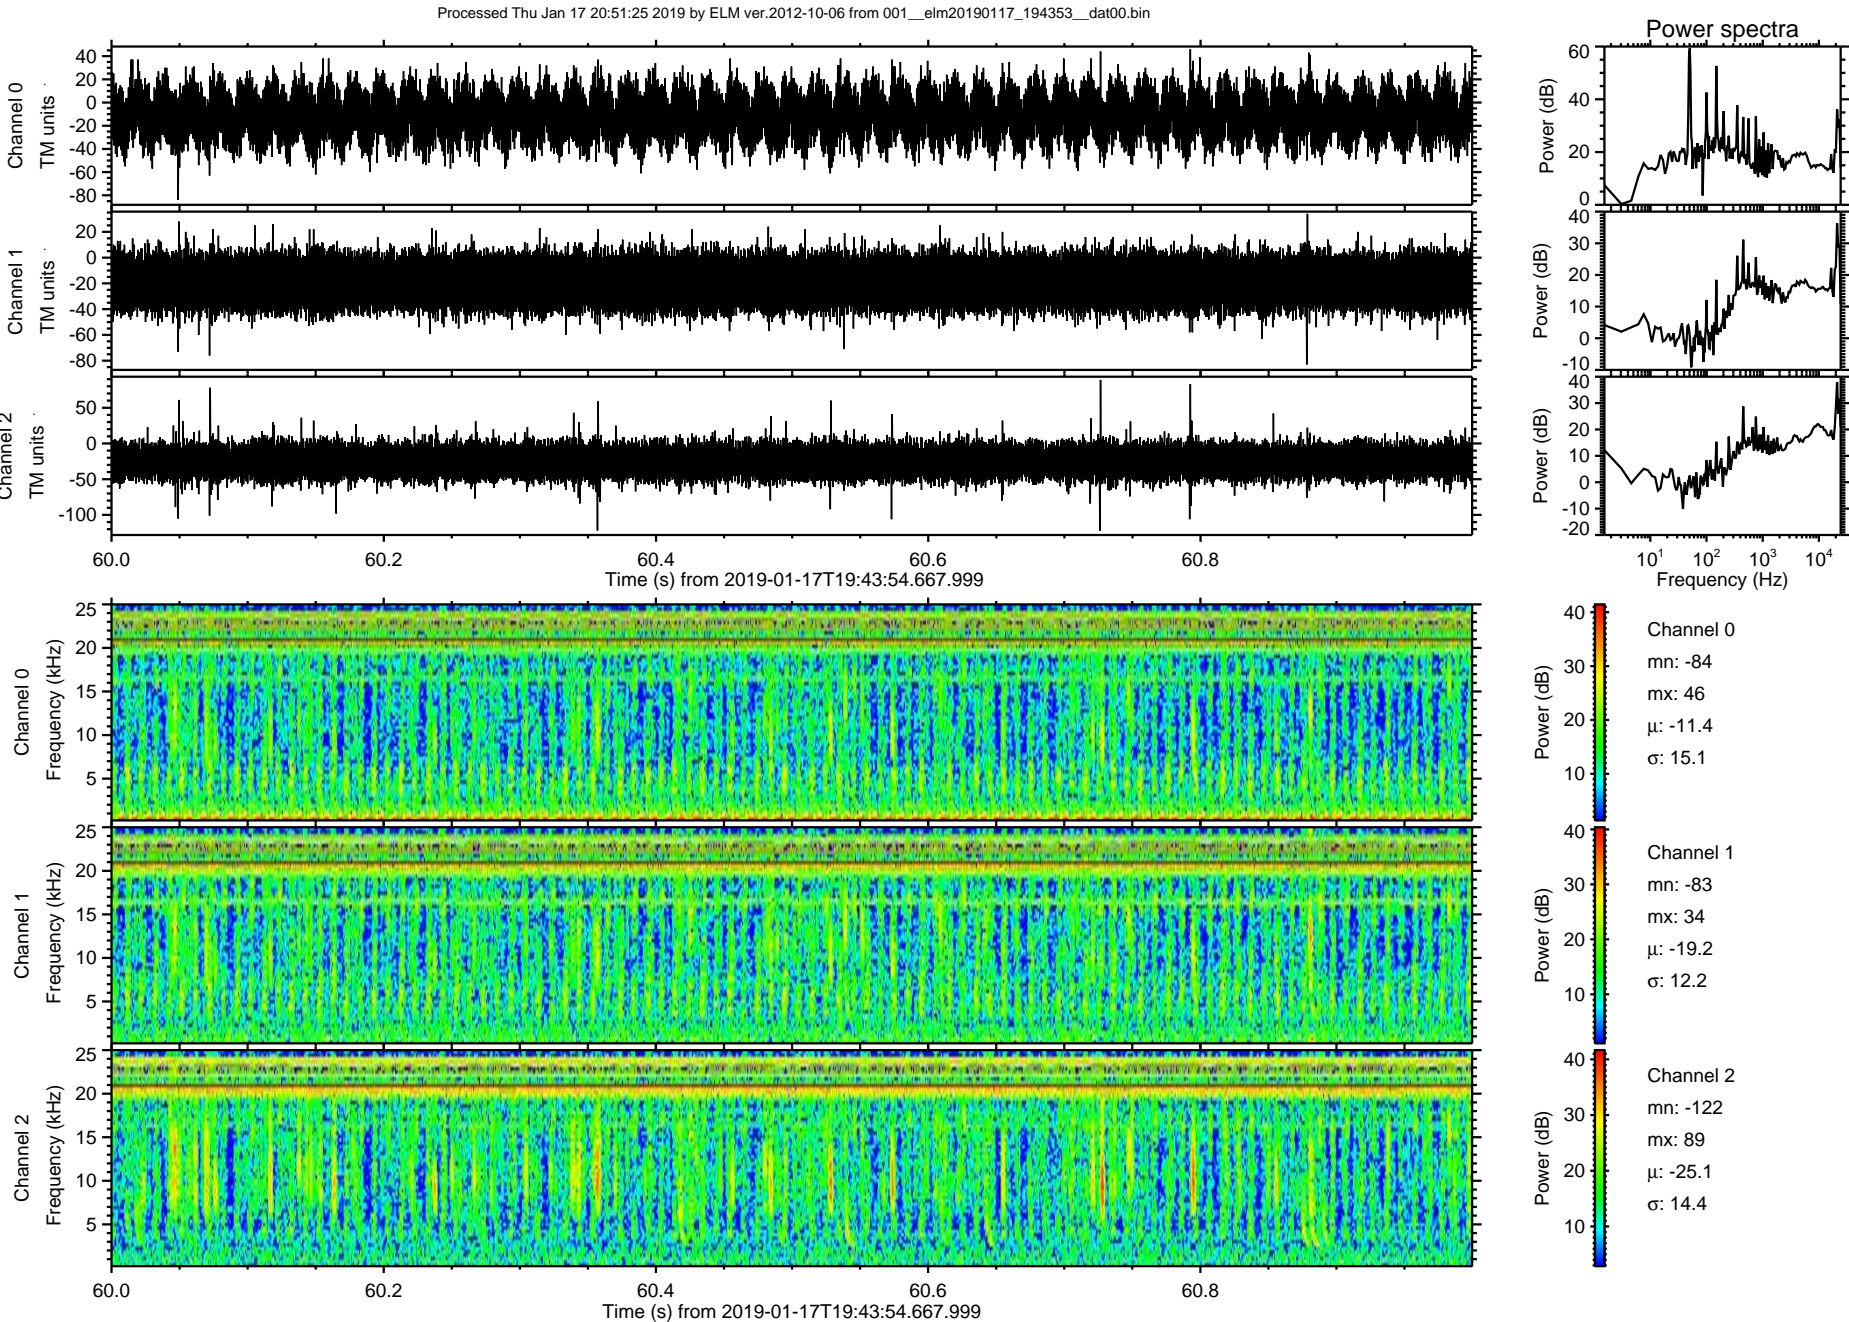 Processed Thu Jan 17 20:51:25 2019 by ELM ver.2012-10-06 from 001__elm20190117_194353__dat00.bin
Power spectra
Channel 0
TM units
40
20
0
-20
-40
-60
-80
Power (dB)
60
40
20
0
Channel 1
TM units
20
0
-20
-40
-60
-80
Power (dB)
40
30
20
10
0
-10
Channel 2
TM units
50
0
-50
-100
Power (dB)
40
30
20
10
0
-10
-20
60.0 60.2 60.4 60.6 60.8
Time (s) from 2019-01-17T19:43:54.667.999
10^1 10^2 10^3 10^4
Frequency (Hz)
Channel 0
Frequency (kHz)
25
20
15
10
5
Power (dB)
40
30
20
10
Channel 0
mn: -84
mx: 46
μ: -11.4
σ: 15.1
Channel 1
Frequency (kHz)
25
20
15
10
5
Power (dB)
40
30
20
10
Channel 1
mn: -83
mx: 34
μ: -19.2
σ: 12.2
Channel 2
Frequency (kHz)
25
20
15
10
5
Power (dB)
40
30
20
10
Channel 2
mn: -122
mx: 89
μ: -25.1
σ: 14.4
60.0 60.2 60.4 60.6 60.8
Time (s) from 2019-01-17T19:43:54.667.999